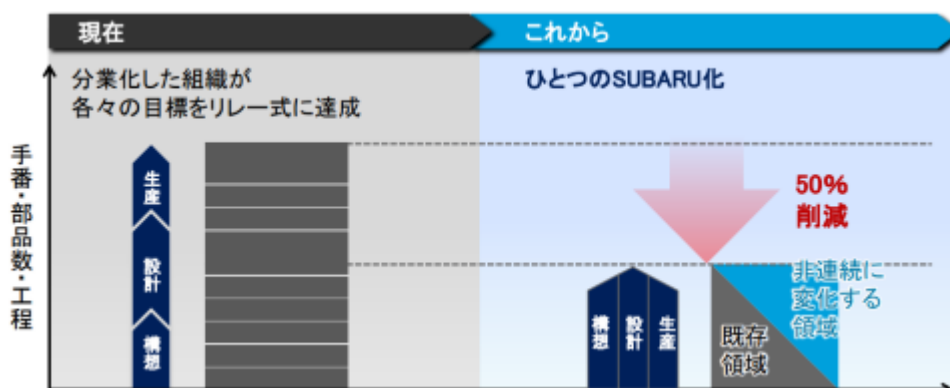 現在
これから
分業化した組織が
各々の目標をリレー式に達成
ひとつのSUBARU化
手番・部品数・工程
生産
設計
構想
50%
削減
構想
設計
生産
既存
領域
非連続に
変化する
領域